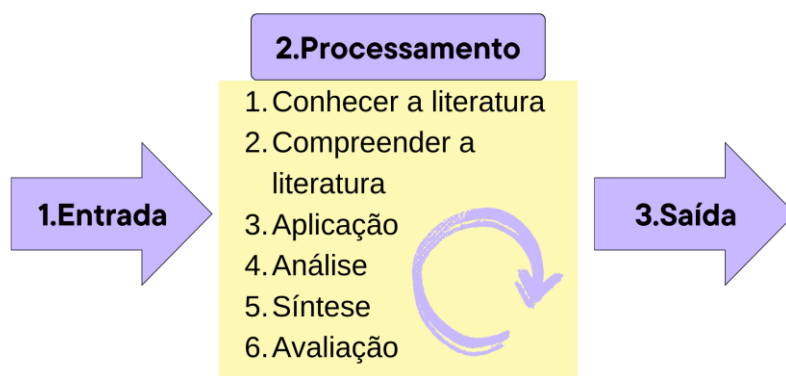 2.Processamento
1. Conhecer a literatura
2. Compreender a
literatura
3. Aplicação
4. Análise
5. Síntese
6. Avaliação
1.Entrada
3.Saída